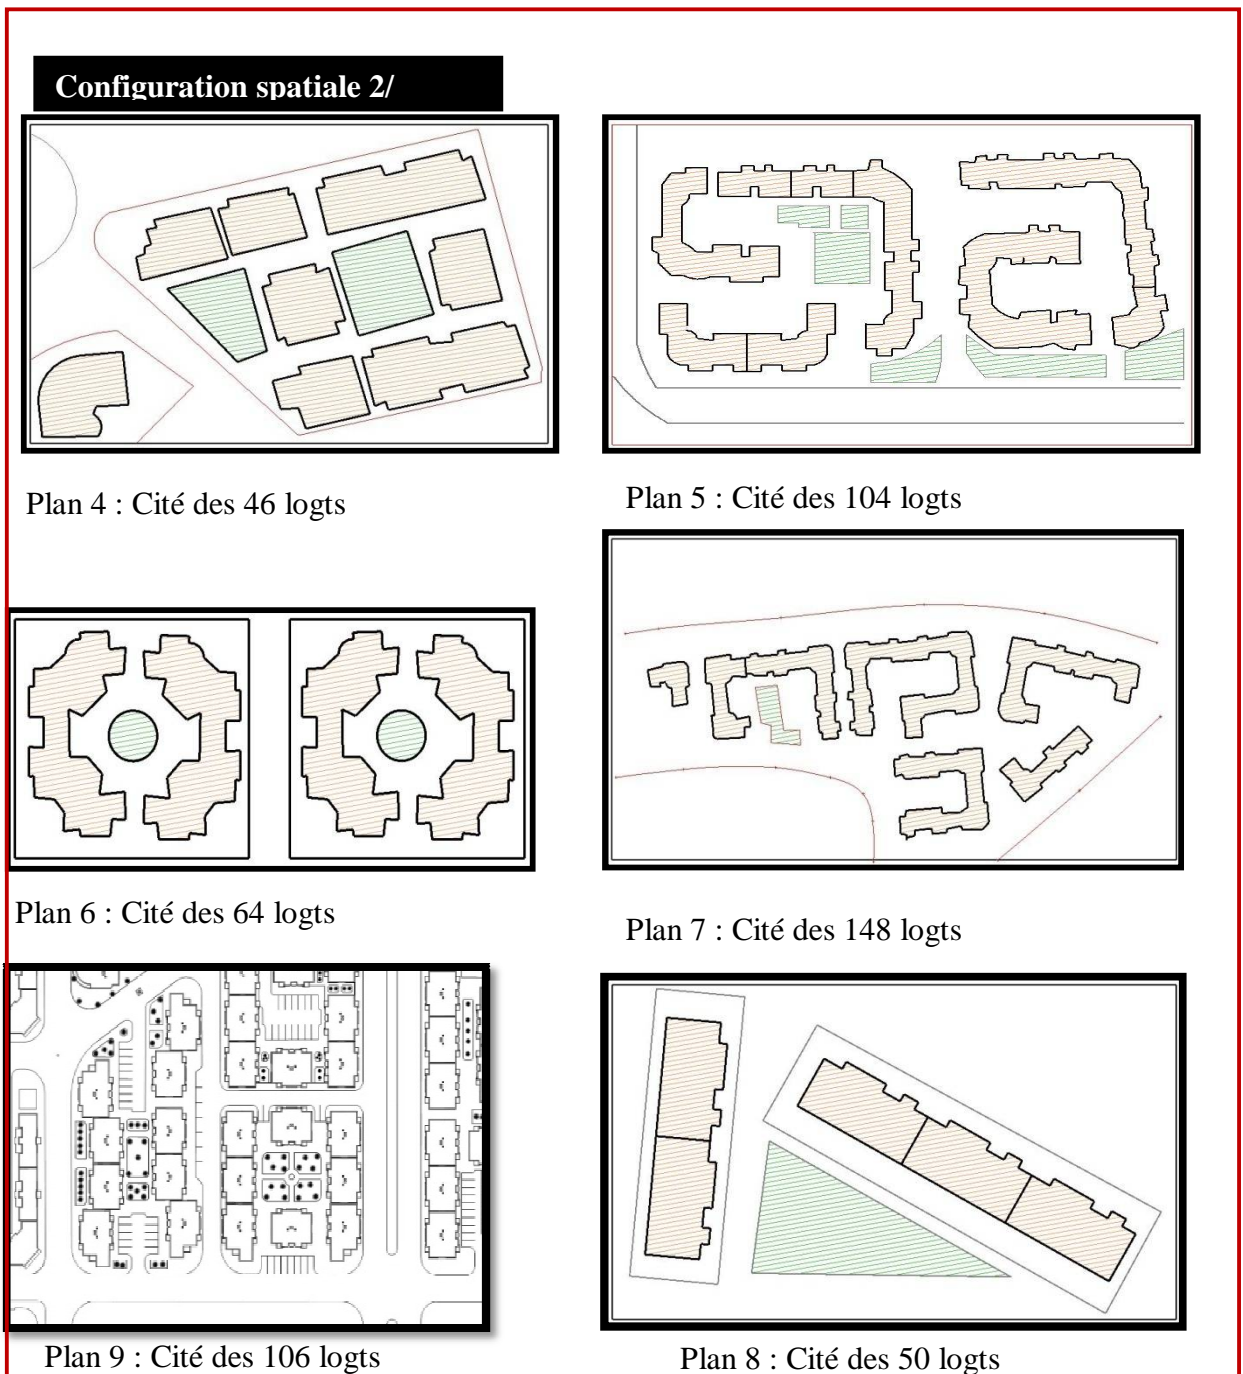 Configuration spatiale 2/
Plan 4 : Cité des 46 logts
Plan 5 : Cité des 104 logts
Plan 6 : Cité des 64 logts
Plan 7 : Cité des 148 logts
Plan 9 : Cité des 106 logts
Plan 8 : Cité des 50 logts